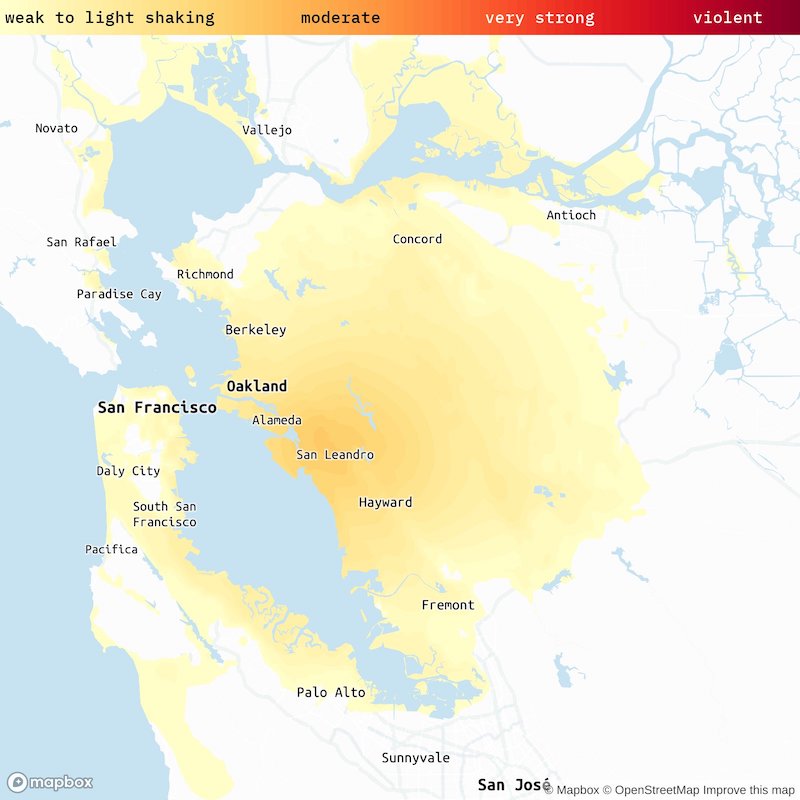 weak to light shaking moderate very strong violent
Novato
Vallejo
Antioch
San Rafael
Concord
Richmond
Paradise Cay
Berkeley
Oakland
San Francisco
Alameda
San Leandro
Daly City
Hayward
South San
Francisco
Pacifica
Fremont
Palo Alto
Sunnyvale
San José
mapbox
© Mapbox © OpenStreetMap Improve this map